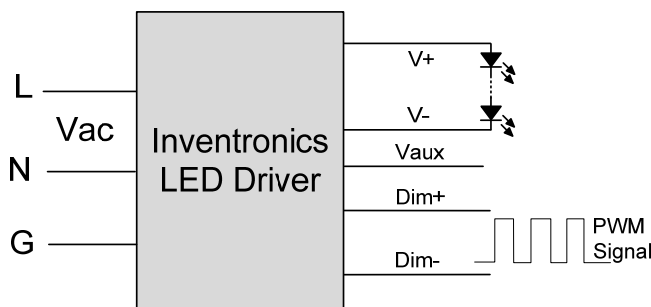 L
Vac
N
G
Inventronics
LED Driver
V+
V-
Vaux
Dim+
Dim-
PWM
Signal